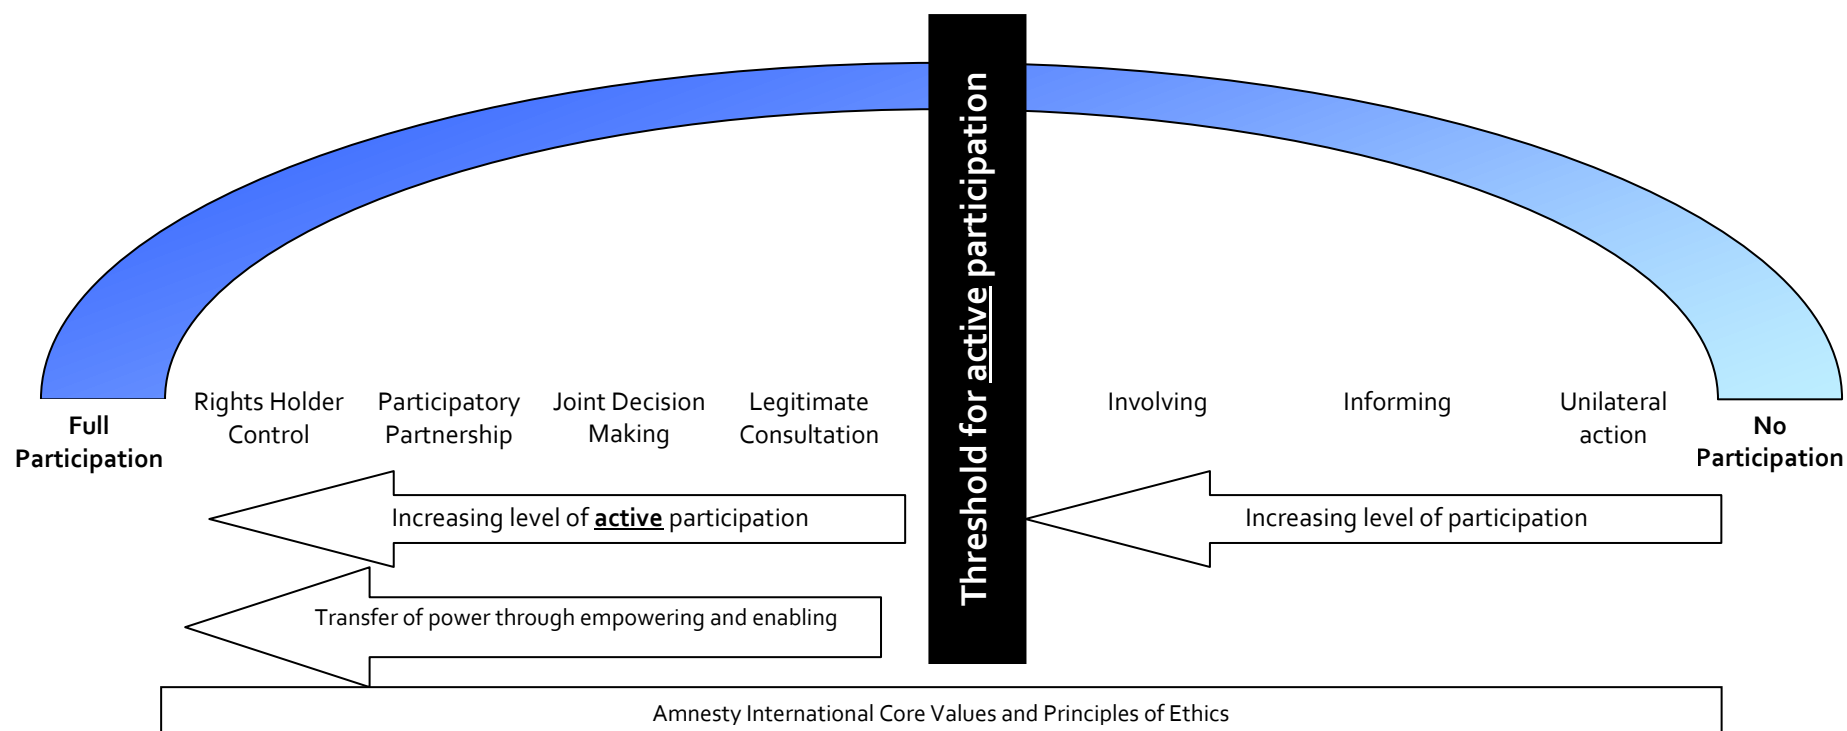 Threshold for active participation
Full
Participation
Rights Holder
Control
Participatory
Partnership
Joint Decision
Making
Legitimate
Consultation
Involving
Informing
Unilateral
action
No
Participation
Increasing level of active participation
Increasing level of participation
Transfer of power through empowering and enabling
Amnesty International Core Values and Principles of Ethics